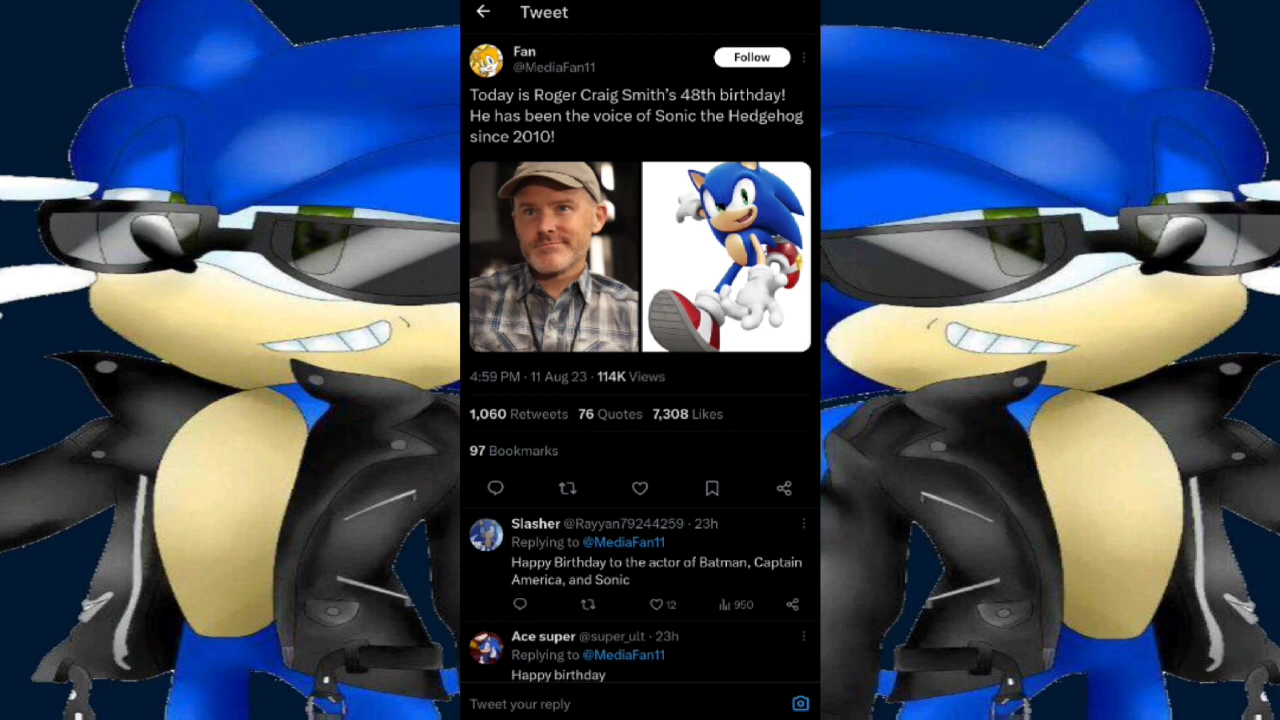 Tweet
Fan
@MediaFan11
Follow
Today is Roger Craig Smith's 48th birthday!
He has been the voice of Sonic the Hedgehog
since 2010!
4:59 PM · 11 Aug 23 · 114K Views
1,060 Retweets 76 Quotes 7,308 Likes
97 Bookmarks
Slasher @Rayyan79244259 · 23h
Replying to @MediaFan11
Happy Birthday to the actor of Batman, Captain
America, and Sonic
12 950
Ace super @super_ult · 23h
Replying to @MediaFan11
Happy birthday
Tweet your reply